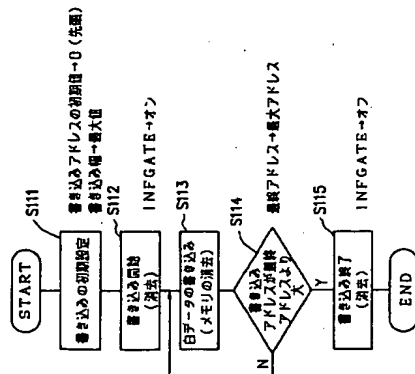 START
S111
書き込みの初期設定
書き込みアドレスの初期値→0（先頭）
書き込み幅→最大値
S112
書き込み開始
（消去）
INFGATE→オン
S113
白データの書き込み
（メモリの消去）
S114
書き込み
アドレスが最終
アドレスより
大
最終アドレス→最大アドレス
N
Y
S115
書き込み終了
（消去）
INFGATE→オフ
END